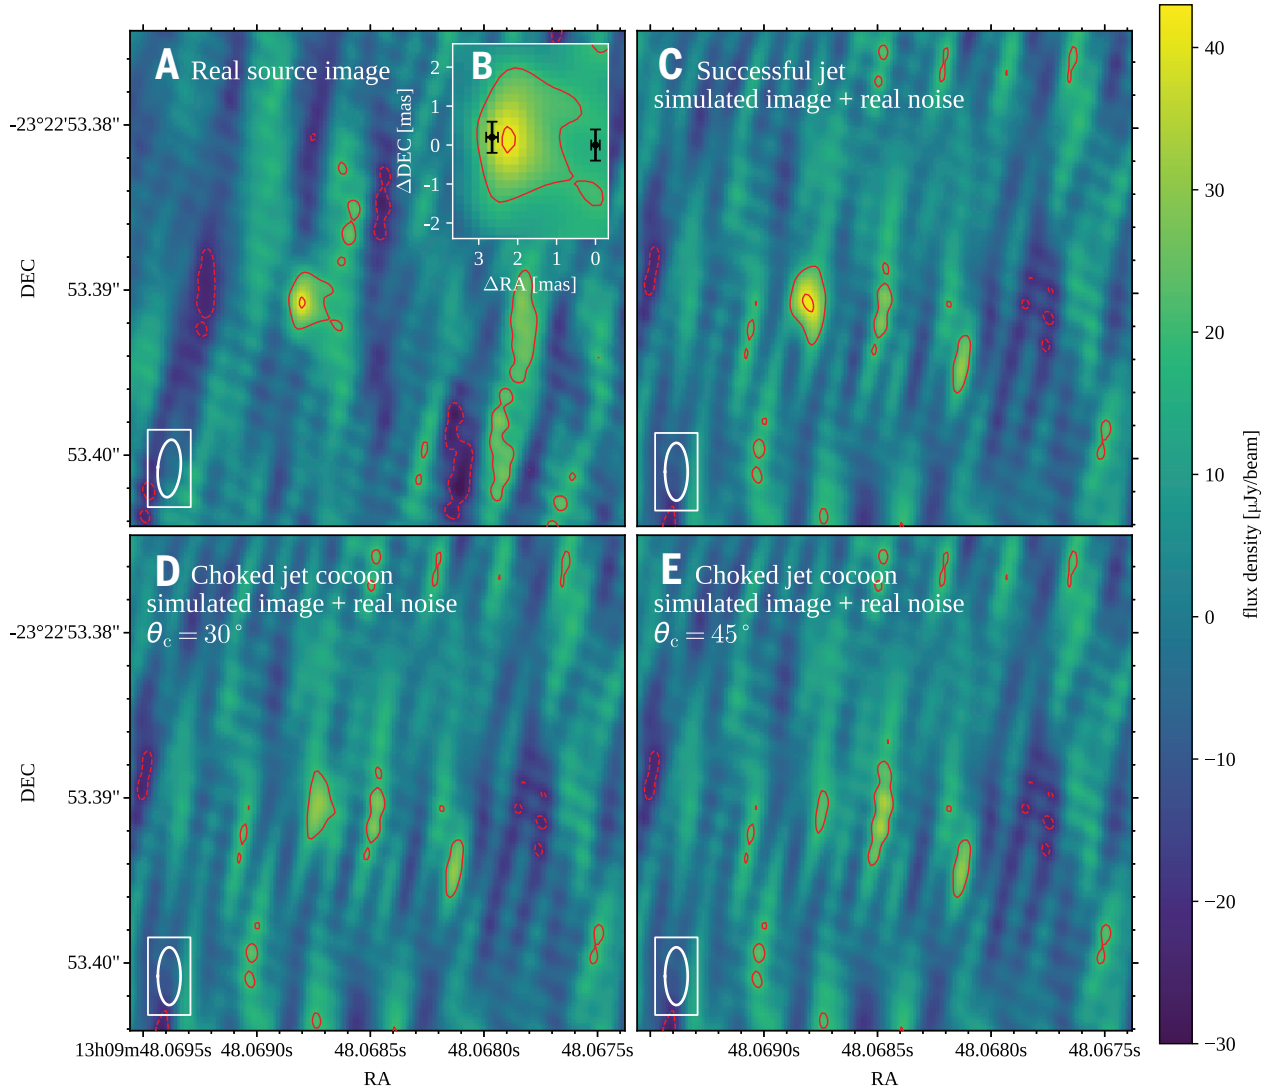 A Real source image
B
2
1
0
-1
-2
ΔDEC [mas]
3 2 1 0
ΔRA [mas]
C Successful jet
simulated image + real noise
-23°22'53.38"
53.39"
53.40"
DEC
D Choked jet cocoon
simulated image + real noise
θc = 30°
E Choked jet cocoon
simulated image + real noise
θc = 45°
-23°22'53.38"
53.39"
53.40"
DEC
13h09m48.0695s 48.0690s 48.0685s 48.0680s 48.0675s
RA
48.0690s 48.0685s 48.0680s 48.0675s
RA
40
30
20
10
0
−10
−20
−30
flux density [μJy/beam]